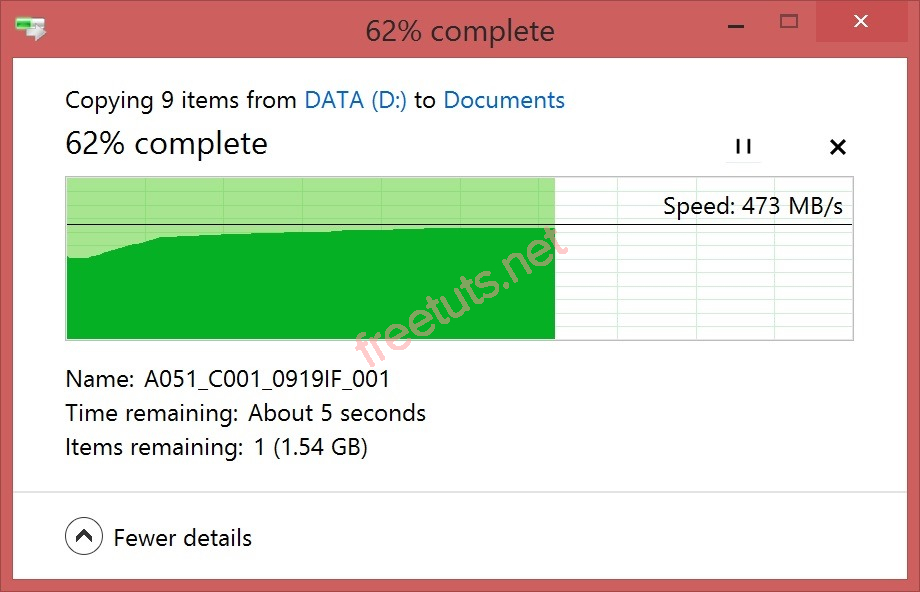 62% complete
Copying 9 items from DATA (D:) to Documents
62% complete
Speed: 473 MB/s
freetuts.net
Name: A051_C001_0919IF_001
Time remaining: About 5 seconds
Items remaining: 1 (1.54 GB)
Fewer details